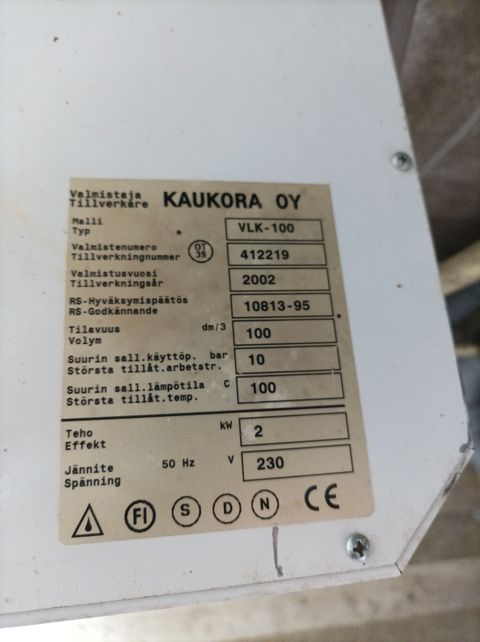 Valmistaja KAUKORA OY
Tillverkare
Malli VLK-100
Typ
Valmistenumero OT 39 412219
Tillverkningnummer
Valmistusvuosi 2002
Tillverkningsår
RS-Hyväksymispäätös 10813-95
RS-Godkännande
Tilavuus dm/3 100
Volym
Suurin sall.käyttöp. bar 10
Största tillåt.arbetstr.
Suurin sall.lämpötila C 100
Största tillåt.temp.
Teho kW 2
Effekt
Jännite 50 Hz V 230
Spänning
FI S D N CE